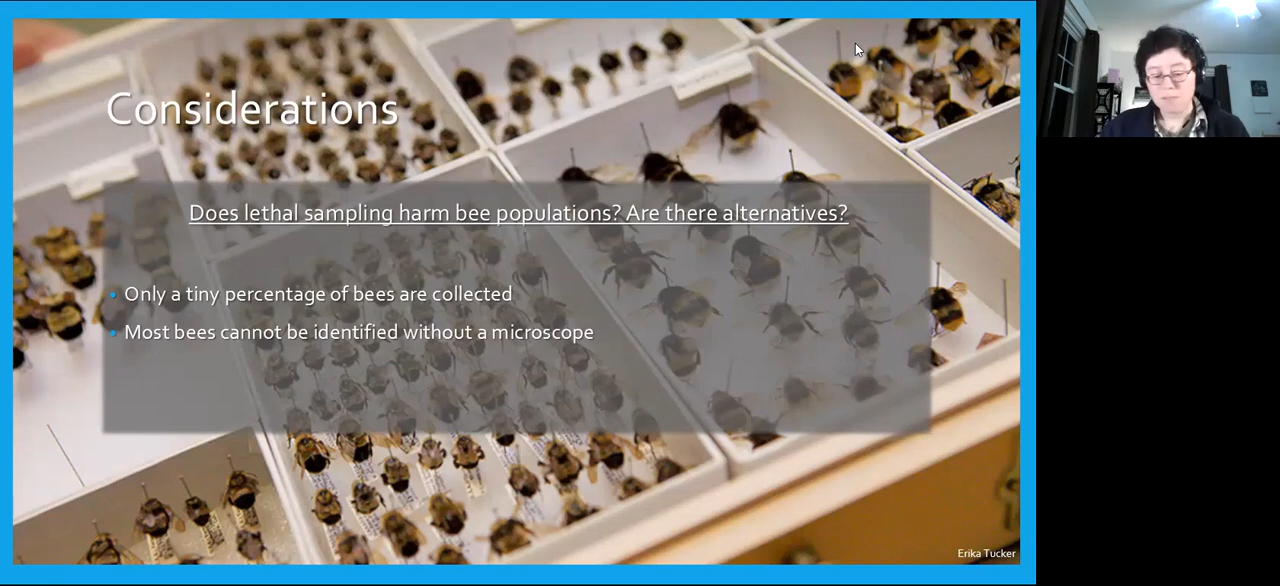 Considerations
Does lethal sampling harm bee populations? Are there alternatives?
• Only a tiny percentage of bees are collected
• Most bees cannot be identified without a microscope
Erika Tucker